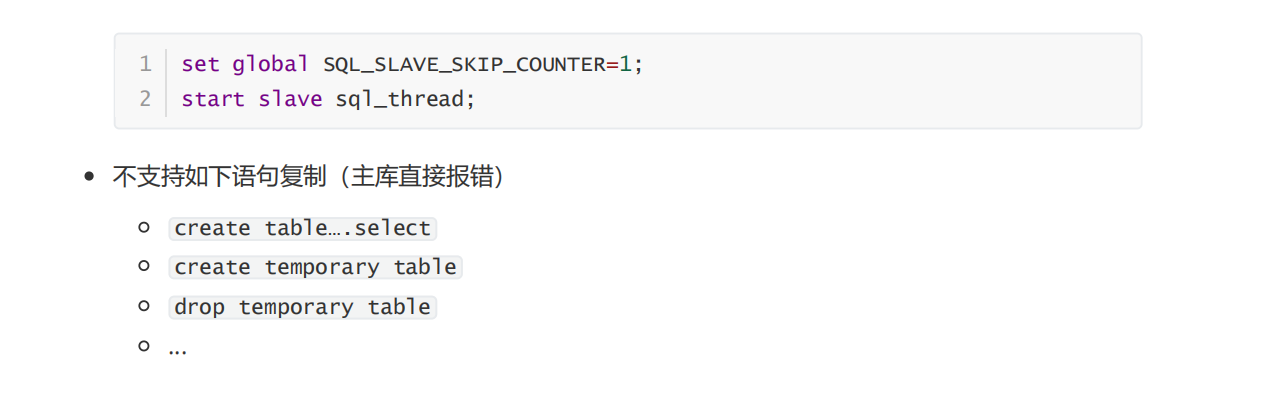 1 set global SQL_SLAVE_SKIP_COUNTER=1;
2 start slave sql_thread;
• 不支持如下语句复制（主库直接报错）
○ create table….select
○ create temporary table
○ drop temporary table
○ ...